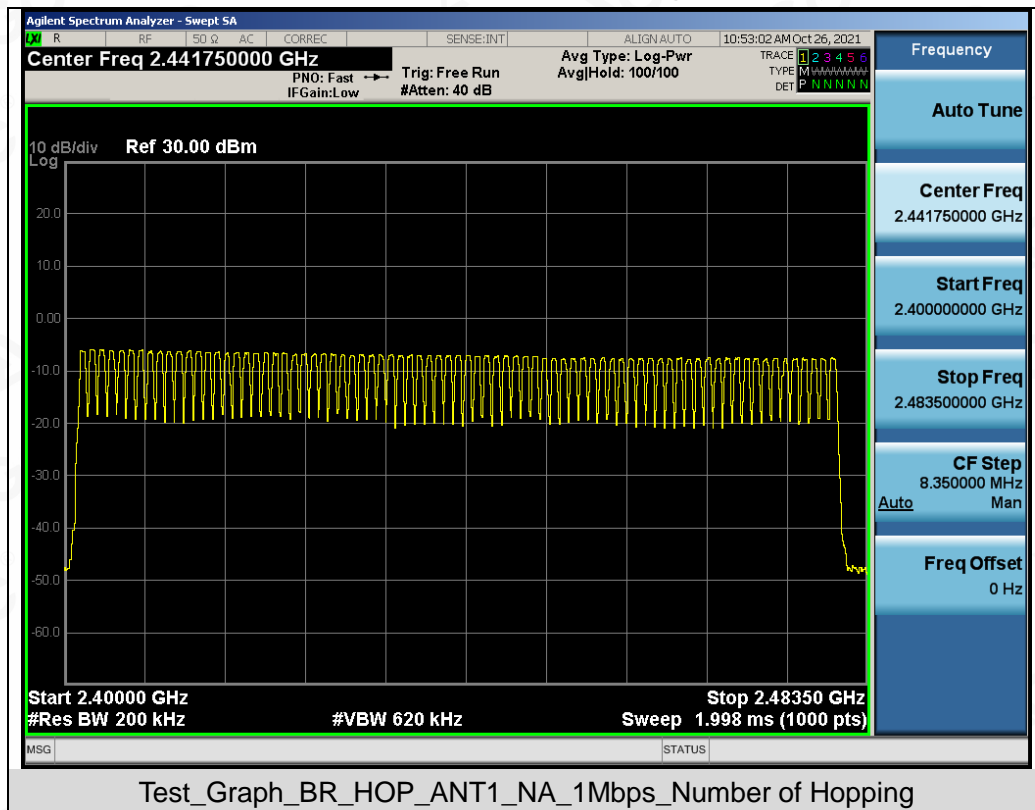 Agilent Spectrum Analyzer - Swept SA
LXI R RF 50 Ω AC CORREC SENSE:INT ALIGN AUTO 10:53:02 AM Oct 26, 2021
Center Freq 2.441750000 GHz
PNO: Fast
IFGain:Low
Trig: Free Run
#Atten: 40 dB
Avg Type: Log-Pwr
Avg|Hold: 100/100
TRACE 1 2 3 4 5 6
TYPE M
DET P N N N N N
Frequency
Auto Tune
Center Freq
2.441750000 GHz
Start Freq
2.400000000 GHz
Stop Freq
2.483500000 GHz
CF Step
8.350000 MHz
Auto Man
Freq Offset
0 Hz
10 dB/div Ref 30.00 dBm
Log
20.0
10.0
0.00
-10.0
-20.0
-30.0
-40.0
-50.0
-60.0
Start 2.40000 GHz Stop 2.48350 GHz
#Res BW 200 kHz #VBW 620 kHz Sweep 1.998 ms (1000 pts)
MSG STATUS
Test_Graph_BR_HOP_ANT1_NA_1Mbps_Number of Hopping